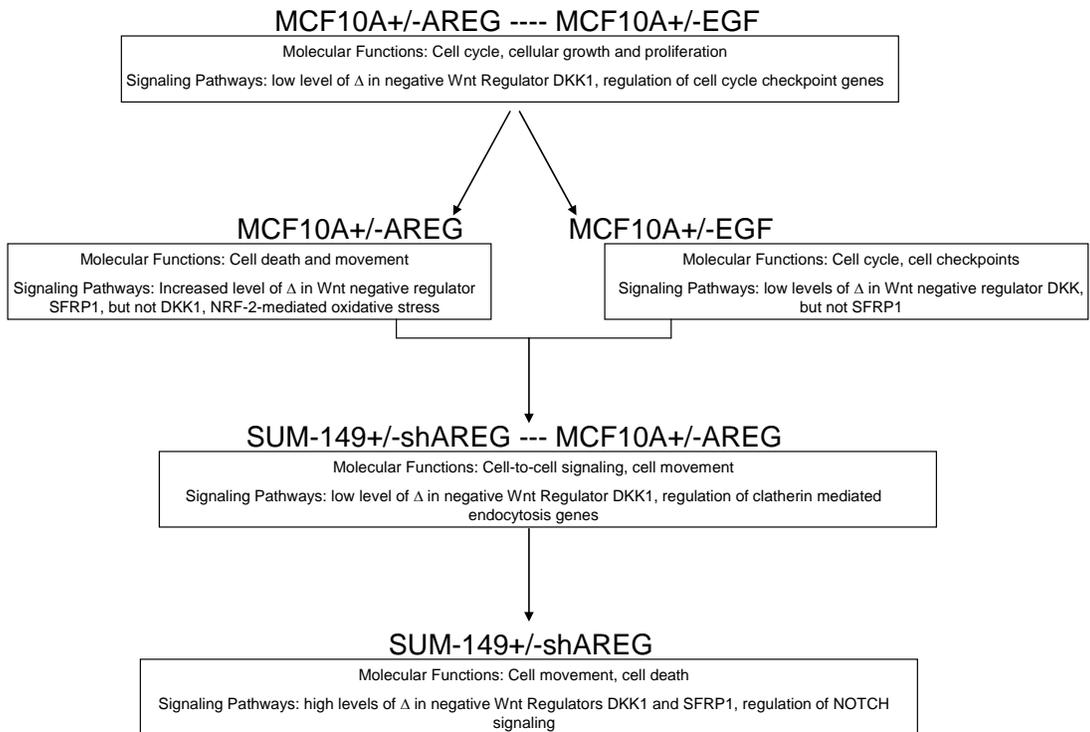 MCF10A+/-AREG ---- MCF10A+/-EGF
Molecular Functions: Cell cycle, cellular growth and proliferation
Signaling Pathways: low level of Δ in negative Wnt Regulator DKK1, regulation of cell cycle checkpoint genes
MCF10A+/-AREG
Molecular Functions: Cell death and movement
Signaling Pathways: Increased level of Δ in Wnt negative regulator
SFRP1, but not DKK1, NRF-2-mediated oxidative stress
MCF10A+/-EGF
Molecular Functions: Cell cycle, cell checkpoints
Signaling Pathways: low levels of Δ in Wnt negative regulator DKK,
but not SFRP1
SUM-149+/-shAREG --- MCF10A+/-AREG
Molecular Functions: Cell-to-cell signaling, cell movement
Signaling Pathways: low level of Δ in negative Wnt Regulator DKK1, regulation of clatherin mediated
endocytosis genes
SUM-149+/-shAREG
Molecular Functions: Cell movement, cell death
Signaling Pathways: high levels of Δ in negative Wnt Regulators DKK1 and SFRP1, regulation of NOTCH
signaling